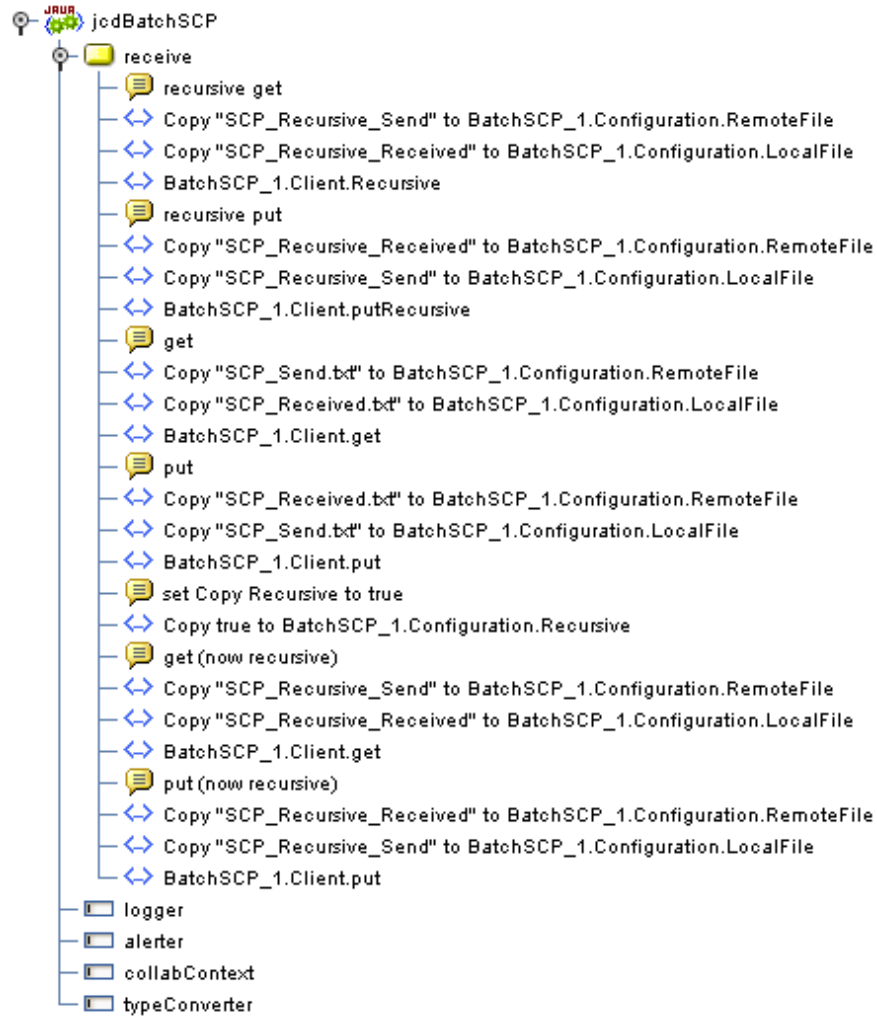 JAVA
jcdBatchSCP
receive
recursive get
Copy "SCP_Recursive_Send" to BatchSCP_1.Configuration.RemoteFile
Copy "SCP_Recursive_Received" to BatchSCP_1.Configuration.LocalFile
BatchSCP_1.Client.Recursive
recursive put
Copy "SCP_Recursive_Received" to BatchSCP_1.Configuration.RemoteFile
Copy "SCP_Recursive_Send" to BatchSCP_1.Configuration.LocalFile
BatchSCP_1.Client.putRecursive
get
Copy "SCP_Send.txt" to BatchSCP_1.Configuration.RemoteFile
Copy "SCP_Received.txt" to BatchSCP_1.Configuration.LocalFile
BatchSCP_1.Client.get
put
Copy "SCP_Received.txt" to BatchSCP_1.Configuration.RemoteFile
Copy "SCP_Send.txt" to BatchSCP_1.Configuration.LocalFile
BatchSCP_1.Client.put
set Copy Recursive to true
Copy true to BatchSCP_1.Configuration.Recursive
get (now recursive)
Copy "SCP_Recursive_Send" to BatchSCP_1.Configuration.RemoteFile
Copy "SCP_Recursive_Received" to BatchSCP_1.Configuration.LocalFile
BatchSCP_1.Client.get
put (now recursive)
Copy "SCP_Recursive_Received" to BatchSCP_1.Configuration.RemoteFile
Copy "SCP_Recursive_Send" to BatchSCP_1.Configuration.LocalFile
BatchSCP_1.Client.put
logger
alerter
collabContext
typeConverter